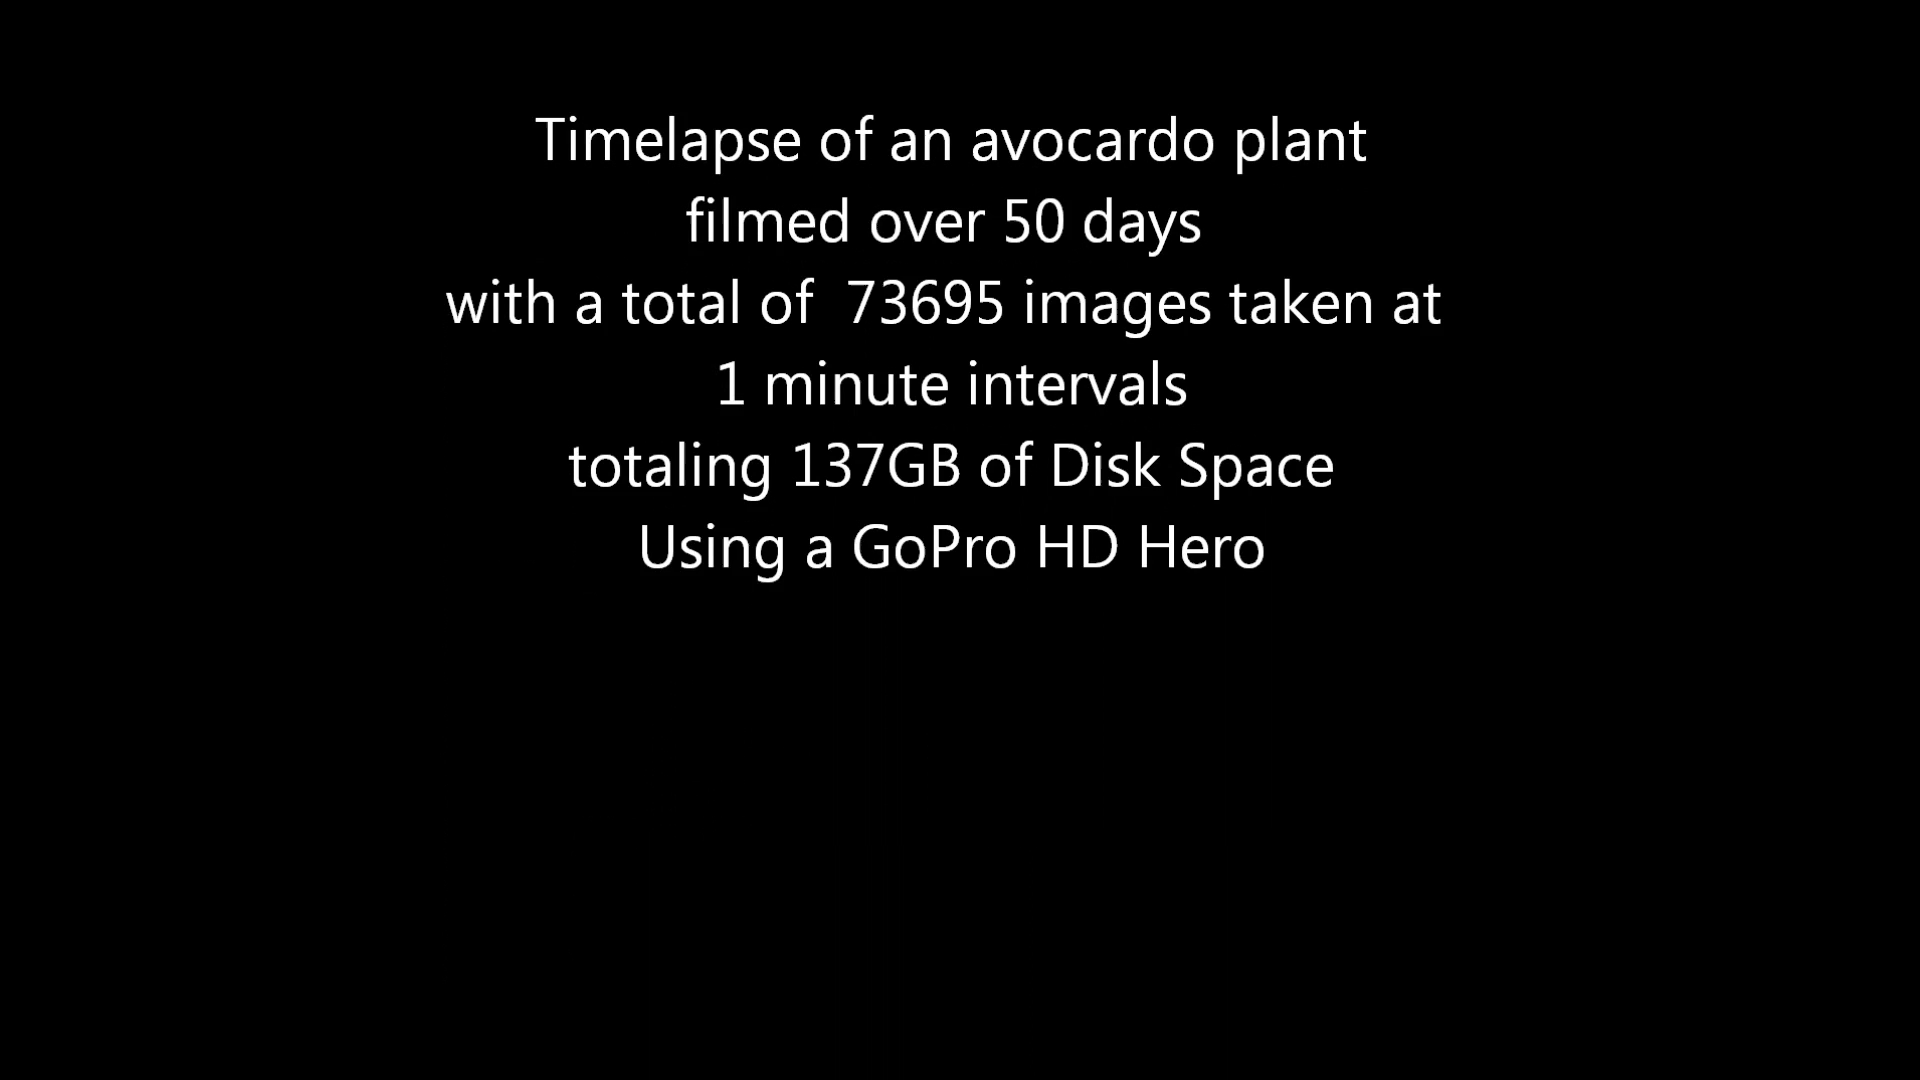 Timelapse of an avocardo plant
filmed over 50 days
with a total of  73695 images taken at
1 minute intervals
totaling 137GB of Disk Space
Using a GoPro HD Hero